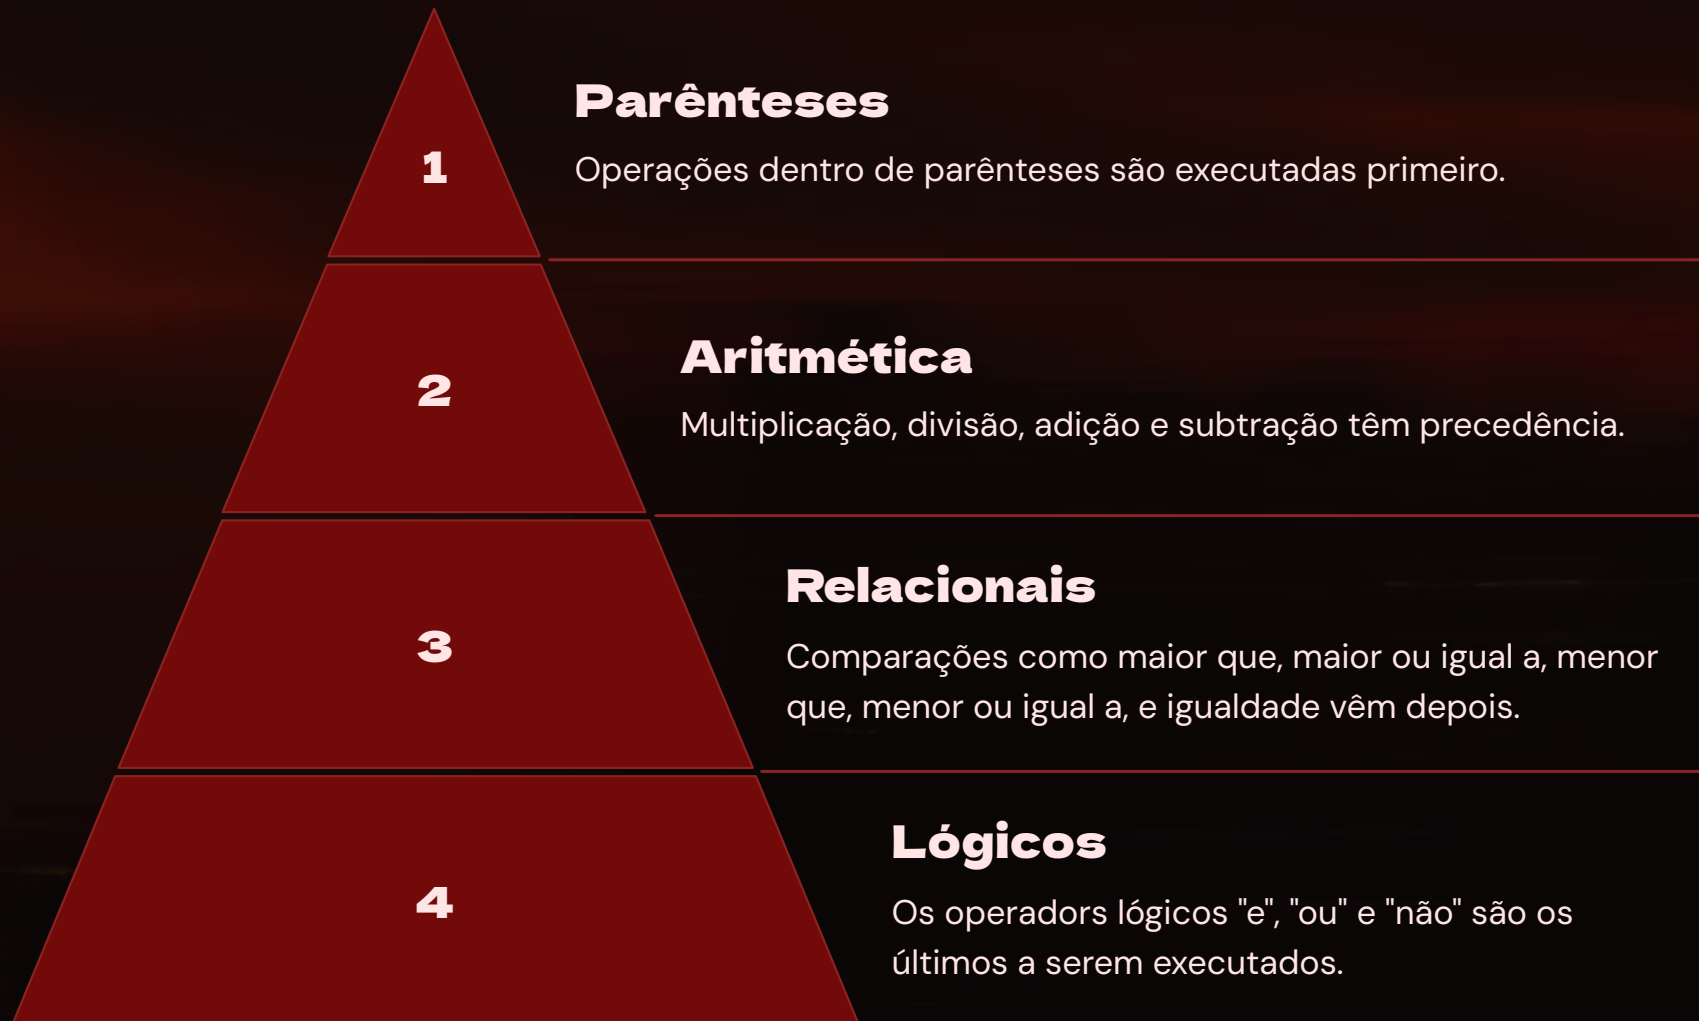 1
Parênteses
Operações dentro de parênteses são executadas primeiro.
2
Aritmética
Multiplicação, divisão, adição e subtração têm precedência.
3
Relacionais
Comparações como maior que, maior ou igual a, menor
que, menor ou igual a, e igualdade vêm depois.
4
Lógicos
Os operadors lógicos "e", "ou" e "não" são os
últimos a serem executados.